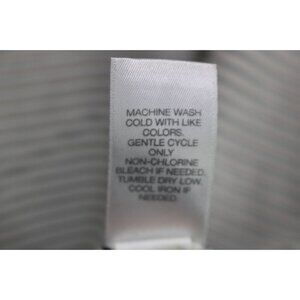 MACHINE WASH
COLD WITH LIKE
COLORS.
GENTLE CYCLE
ONLY
NON-CHLORINE
BLEACH IF NEEDED.
TUMBLE DRY LOW.
COOL IRON IF
NEEDED.